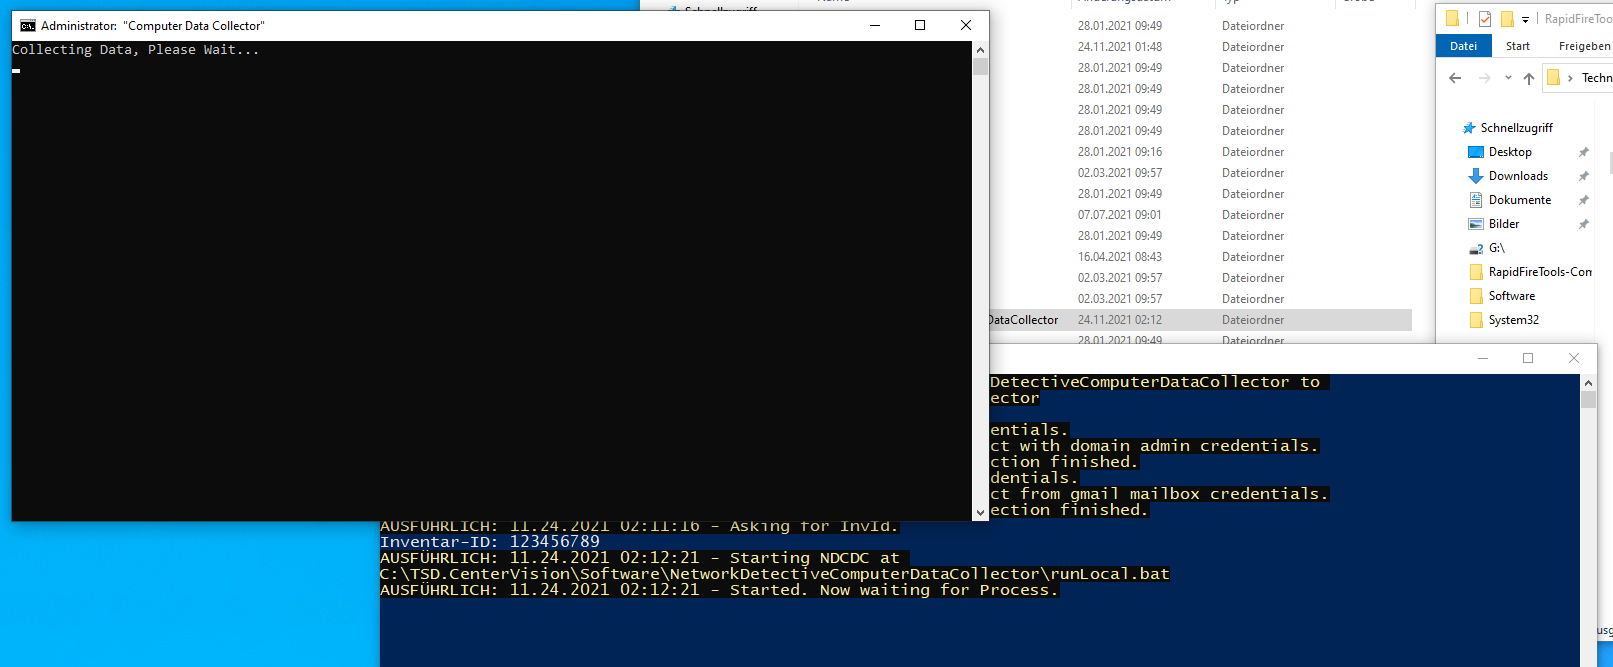 Administrator:  "Computer Data Collector"
Collecting Data, Please Wait...
28.01.2021 09:49 Dateiordner
24.11.2021 01:48 Dateiordner
28.01.2021 09:49 Dateiordner
28.01.2021 09:49 Dateiordner
28.01.2021 09:49 Dateiordner
28.01.2021 09:49 Dateiordner
28.01.2021 09:16 Dateiordner
02.03.2021 09:57 Dateiordner
28.01.2021 09:49 Dateiordner
07.07.2021 09:01 Dateiordner
28.01.2021 09:49 Dateiordner
16.04.2021 08:43 Dateiordner
02.03.2021 09:57 Dateiordner
02.03.2021 09:57 Dateiordner
DataCollector 24.11.2021 02:12 Dateiordner
28.01.2021 09:49 Dateiordner
RapidFireToo
Datei Start Freigeben
Techn
Schnellzugriff
Desktop
Downloads
Dokumente
Bilder
G:\
RapidFireTools-Com
Software
System32
DetectiveComputerDataCollector to
ector
entials.
ct with domain admin credentials.
ction finished.
dentials.
ct from gmail mailbox credentials.
ection finished.
AUSFÜHRLICH: 11.24.2021 02:11:16 - Asking for InvId.
Inventar-ID: 123456789
AUSFÜHRLICH: 11.24.2021 02:12:21 - Starting NDCDC at
C:\TSD.CenterVision\Software\NetworkDetectiveComputerDataCollector\runLocal.bat
AUSFÜHRLICH: 11.24.2021 02:12:21 - Started. Now waiting for Process.